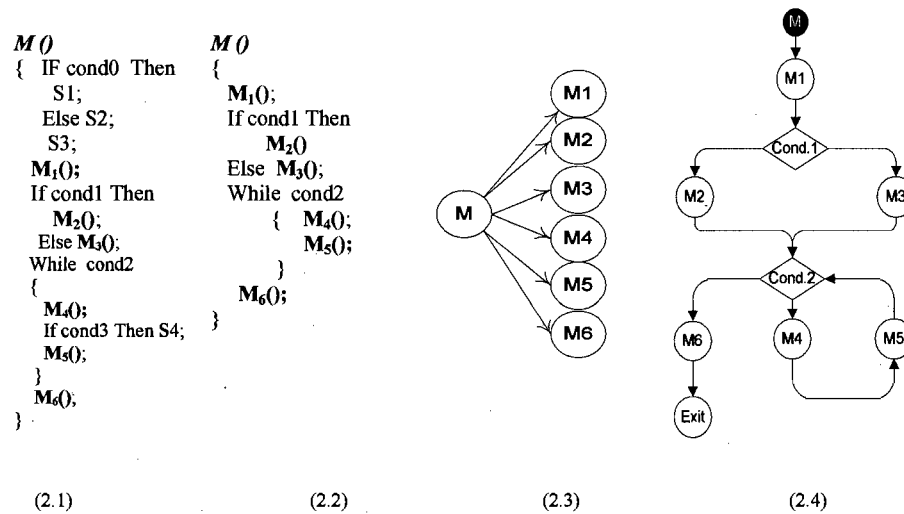 M ()
{ IF cond0 Then
S1;
Else S2;
S3;
M₁();
If cond1 Then
M₂();
Else M₃();
While cond2
{
M₄();
If cond3 Then S4;
M₅();
}
M₆();
}
(2.1)
M ()
{
M₁();
If cond1 Then
M₂()
Else M₃();
While cond2
{ M₄();
M₅();
}
M₆();
}
(2.2)
M
M1
M2
M3
M4
M5
M6
(2.3)
M
M1
Cond.1
M2
M3
Cond.2
M6
M4
M5
Exit
(2.4)